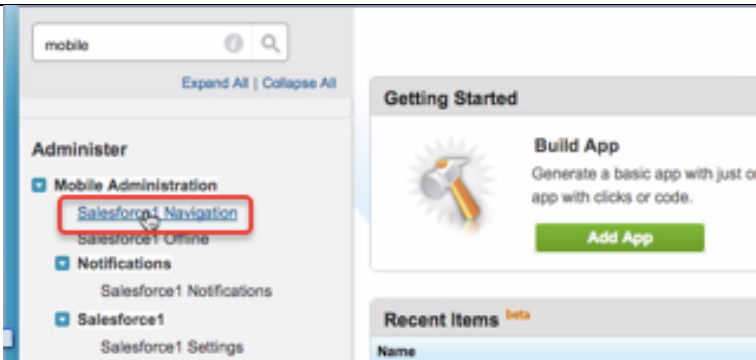 mobile
Expand All | Collapse All
Administer
Mobile Administration
Salesforce1 Navigation
Salesforce1 Offline
Notifications
Salesforce1 Notifications
Salesforce1
Salesforce1 Settings
Getting Started
Build App
Generate a basic app with just
app with clicks or code.
Add App
Recent Items beta
Name